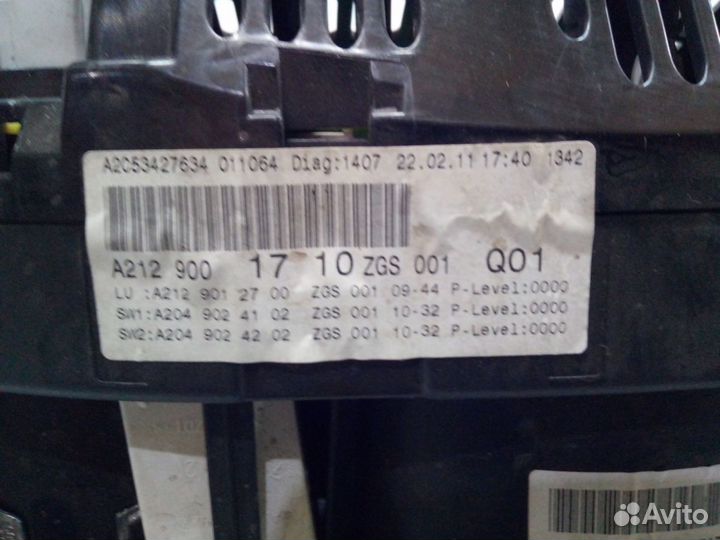 A2C53427634 011064 Diag:1407 22.02.11 17:40 1342
A212 900 17 10 ZGS 001 Q01
LU :A212 901 27 00 ZGS 001 09-44 P-Level:0000
SW1:A204 902 41 02 ZGS 001 10-32 P-Level:0000
SW2:A204 902 42 02 ZGS 001 10-32 P-Level:0000
Avito